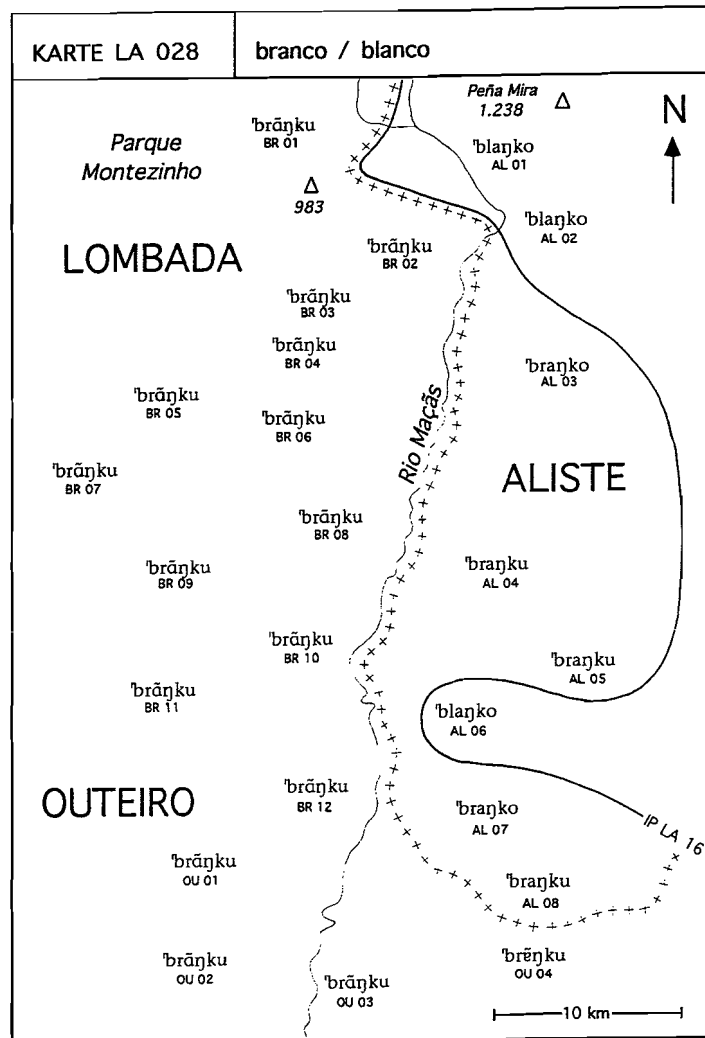 KARTE LA 028
branco / blanco
Peña Mira
1.238
N
ˈbrãŋku
BR 01
Parque
Montezinho
ˈblaŋko
AL 01
983
ˈblaŋko
AL 02
LOMBADA
ˈbrãŋku
BR 02
ˈbrãŋku
BR 03
ˈbrãŋku
BR 04
ˈbraŋko
AL 03
ˈbrãŋku
BR 05
ˈbrãŋku
BR 06
Rio Maçãs
ˈbrãŋku
BR 07
ALISTE
ˈbrãŋku
BR 08
ˈbrãŋku
BR 09
ˈbraŋku
AL 04
ˈbrãŋku
BR 10
ˈbraŋku
AL 05
ˈbrãŋku
BR 11
ˈblaŋko
AL 06
OUTEIRO
ˈbrãŋku
BR 12
ˈbraŋko
AL 07
IP LA 16
ˈbrãŋku
OU 01
ˈbraŋku
AL 08
ˈbrãŋku
OU 02
ˈbrãŋku
OU 03
ˈbrẽŋku
OU 04
10 km